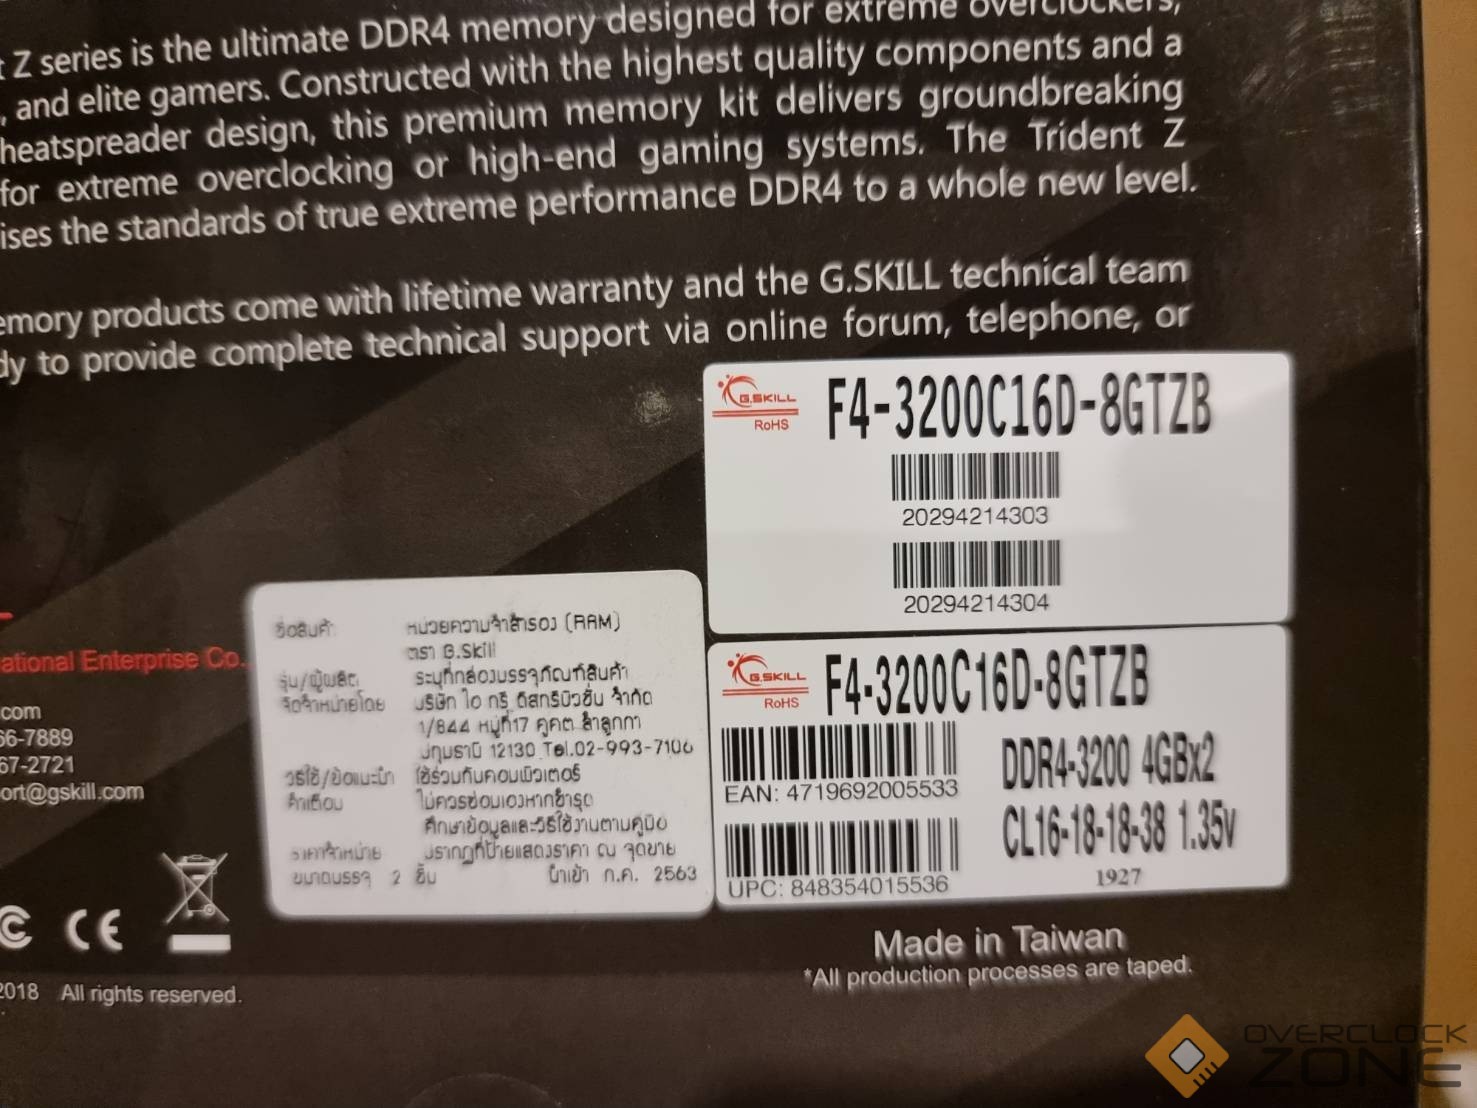 Z series is the ultimate DDR4 memory designed for extreme overclockers,
, and elite gamers. Constructed with the highest quality components and a
heatspreader design, this premium memory kit delivers groundbreaking
for extreme overclocking or high-end gaming systems. The Trident Z
ises the standards of true extreme performance DDR4 to a whole new level.
emory products come with lifetime warranty and the G.SKILL technical team
dy to provide complete technical support via online forum, telephone, or
G.SKILL
RoHS
F4-3200C16D-8GTZB
20294214303
20294214304
G.SKILL
RoHS
F4-3200C16D-8GTZB
EAN: 4719692005533
UPC: 848354015536
DDR4-3200 4GBx2
CL16-18-18-38 1.35v
1927
ชื่อสินค้า หน่วยความจำสำรอง (RAM)
ตรา G.Skill
รุ่น/ผู้ผลิต ระบุที่กล่องบรรจุภัณฑ์สินค้า
จัดจำหน่ายโดย บริษัท ไอ กรี ดีสทริบิวชั่น จำกัด
1/844 หมู่ที่17 คูคต ลำลูกกา
ปทุมธานี 12130 Tel.02-993-7106
วิธีใช้/ข้อแนะนำ ใช้ร่วมกับคอมพิวเตอร์
คำเตือน ไม่ควรซ่อมเองหากชำรุด
ศึกษาข้อมูลและวิธีใช้งานตามคู่มือ
ราคาจำหน่าย ปรากฏที่ป้ายแสดงราคา ณ จุดขาย
ขนาดบรรจุ 2 ชิ้น นำเข้า ก.ค. 2563
ational Enterprise Co.,
.com
66-7889
67-2721
ort@gskill.com
CE
2018 All rights reserved.
Made in Taiwan
*All production processes are taped.
OVERCLOCK
ZONE